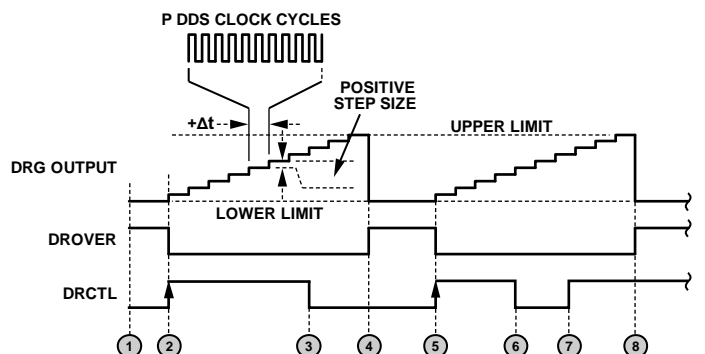 P DDS CLOCK CYCLES
POSITIVE
STEP SIZE
+Δt
UPPER LIMIT
DRG OUTPUT
LOWER LIMIT
DROVER
DRCTL
1 2 3 4 5 6 7 8